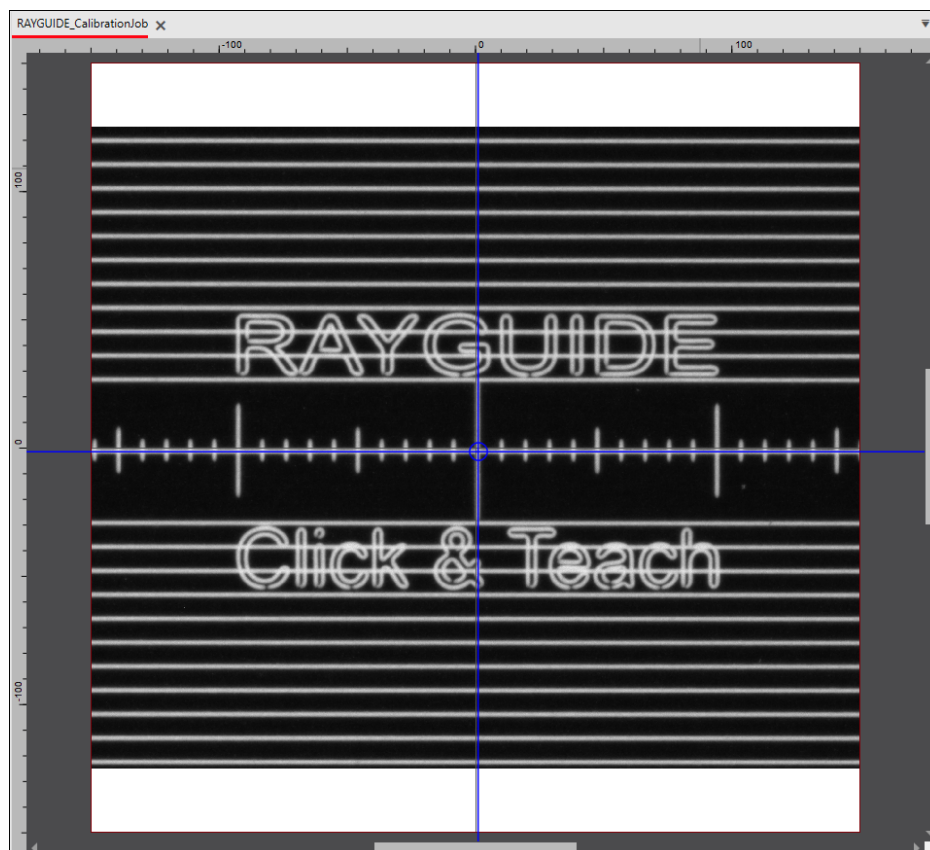 RAYGUIDE_CalibrationJob
-100 0 100
100
RAYGUIDE
0
Click & Teach
-100